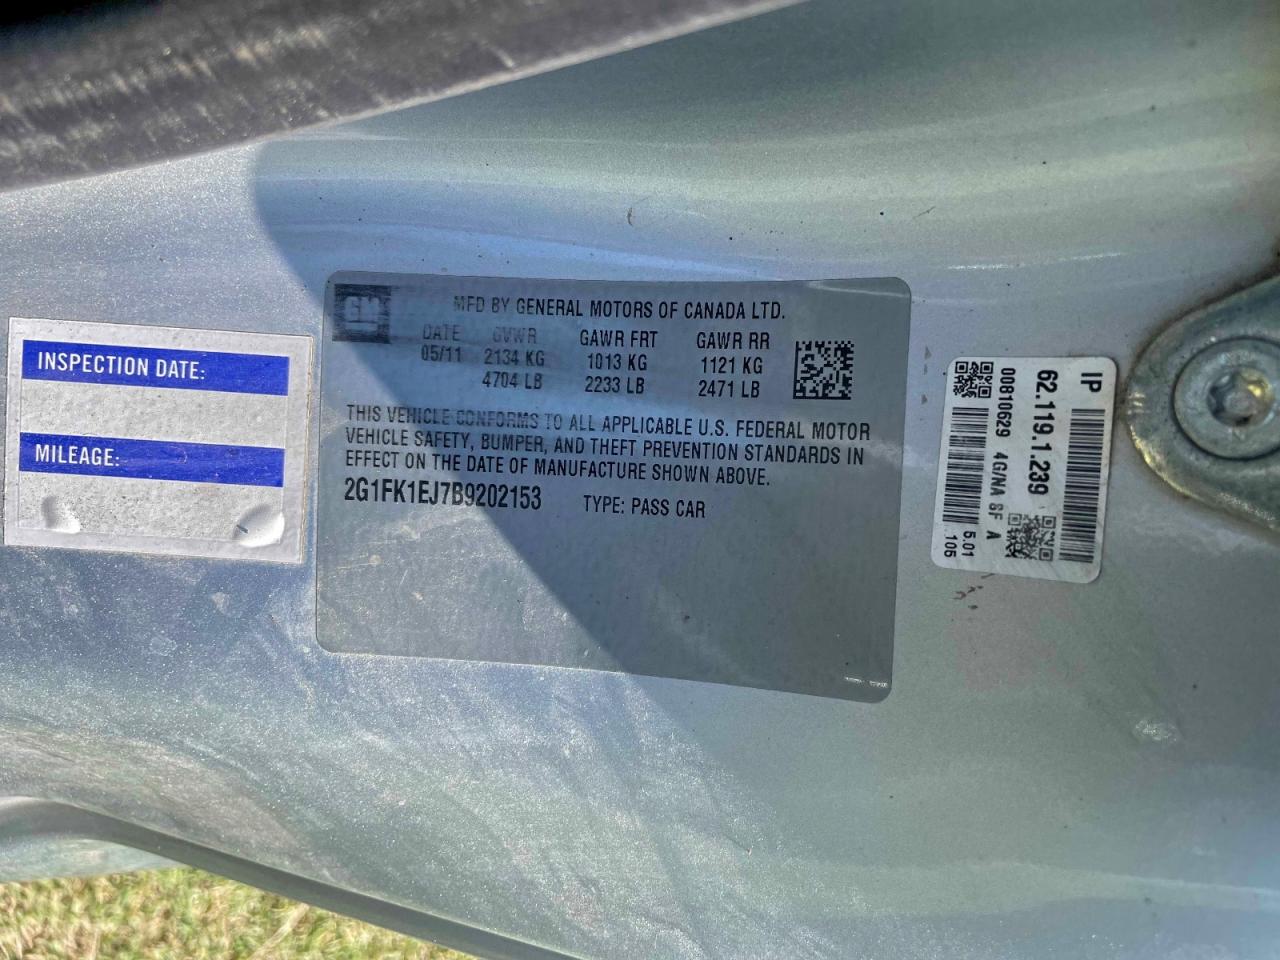 INSPECTION DATE:
MILEAGE:
GM
MFD BY GENERAL MOTORS OF CANADA LTD.
DATE GVWR GAWR FRT GAWR RR
05/11 2134 KG 1013 KG 1121 KG
4704 LB 2233 LB 2471 LB
THIS VEHICLE CONFORMS TO ALL APPLICABLE U.S. FEDERAL MOTOR
VEHICLE SAFETY, BUMPER, AND THEFT PREVENTION STANDARDS IN
EFFECT ON THE DATE OF MANUFACTURE SHOWN ABOVE.
2G1FK1EJ7B9202153 TYPE: PASS CAR
IP
62.119.1.239
00810629 4G/NA SF A
5.01
.105